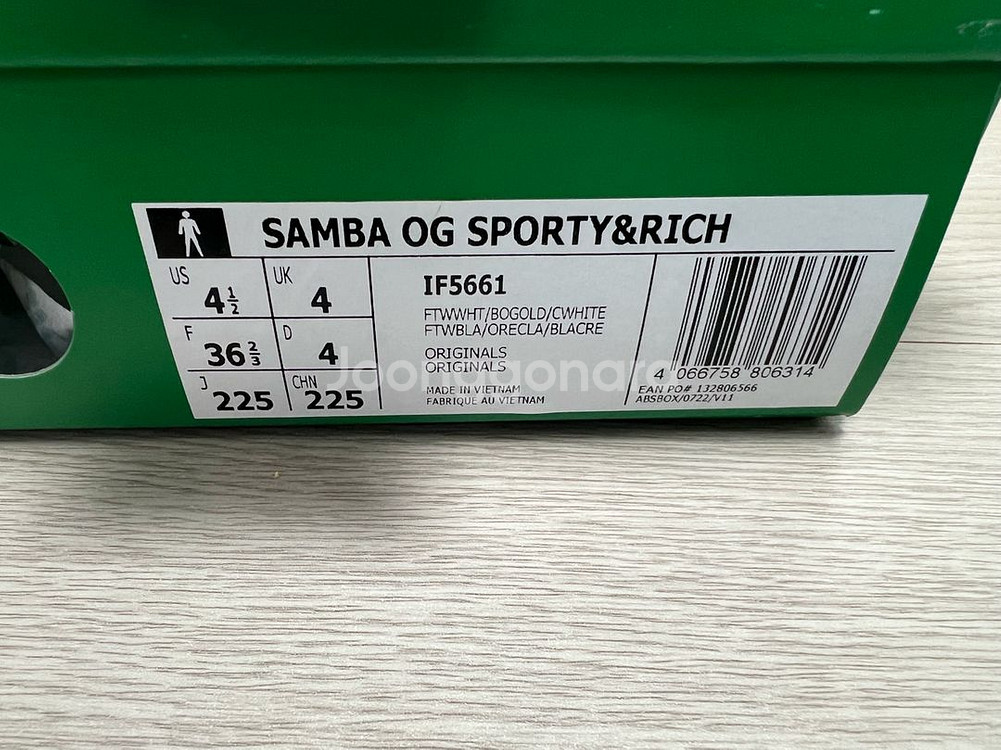 SAMBA OG SPORTY&RICH
US 4½ UK 4
F 36⅔ D 4
J 225 CHN 225
IF5661
FTWWHT/BOGOLD/CWHITE
FTWBLA/ORECLA/BLACRE
ORIGINALS
ORIGINALS
MADE IN VIETNAM
FABRIQUÉ AU VIETNAM
4 066758 806314
EAN PO# 132806566
ABSBOX/0722/V11
Joonggonara